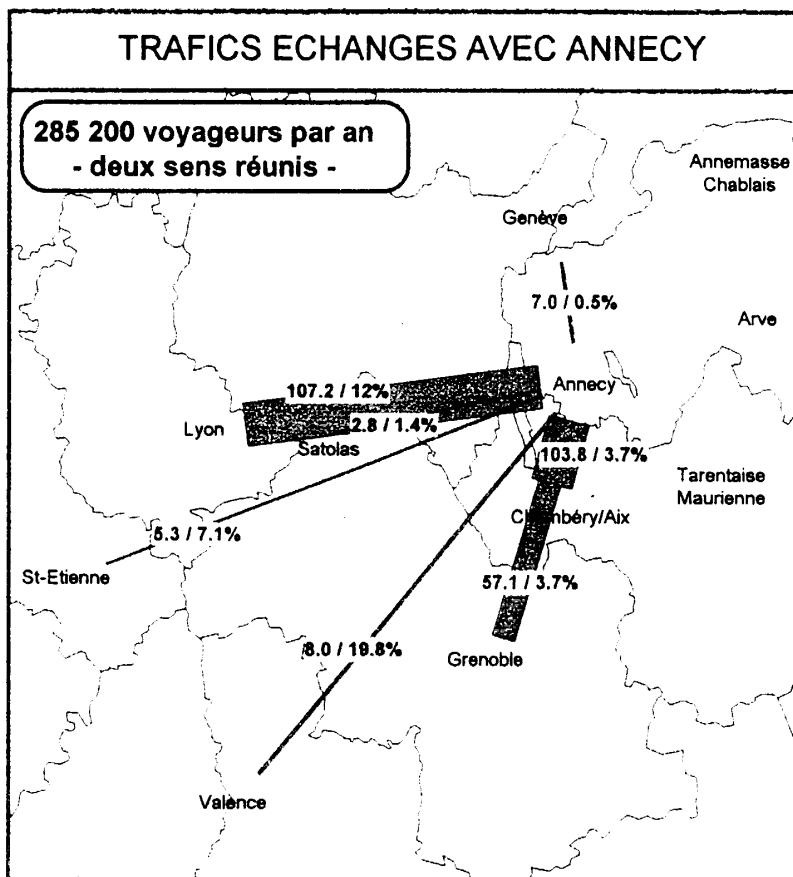 TRAFICS ECHANGES AVEC ANNECY
285 200 voyageurs par an
- deux sens réunis -
Annemasse
Chablais
Genève
7.0 / 0.5%
Arve
107.2 / 12%
Annecy
Lyon
2.8 / 1.4%
Satolas
103.8 / 3.7%
Tarentaise
Maurienne
Chambéry/Aix
5.3 / 7.1%
St-Etienne
57.1 / 3.7%
8.0 / 19.8%
Grenoble
Valence